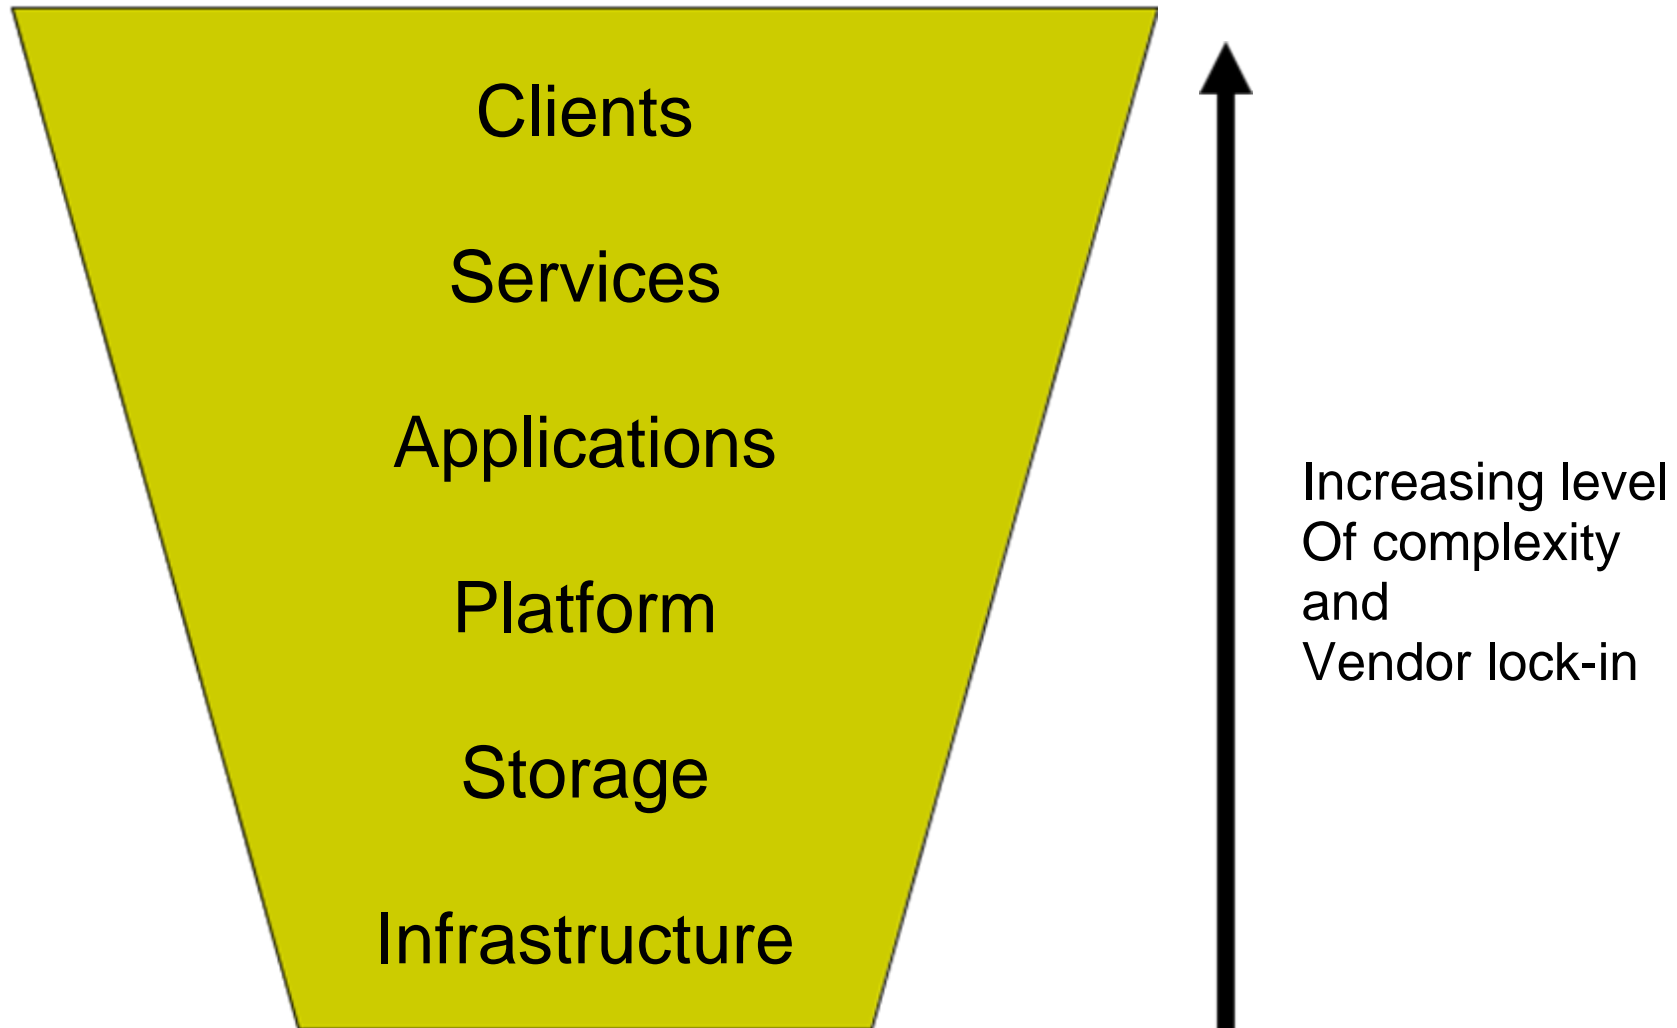 Clients
Services
Applications
Platform
Storage
Infrastructure
Increasing level
Of complexity
and
Vendor lock-in